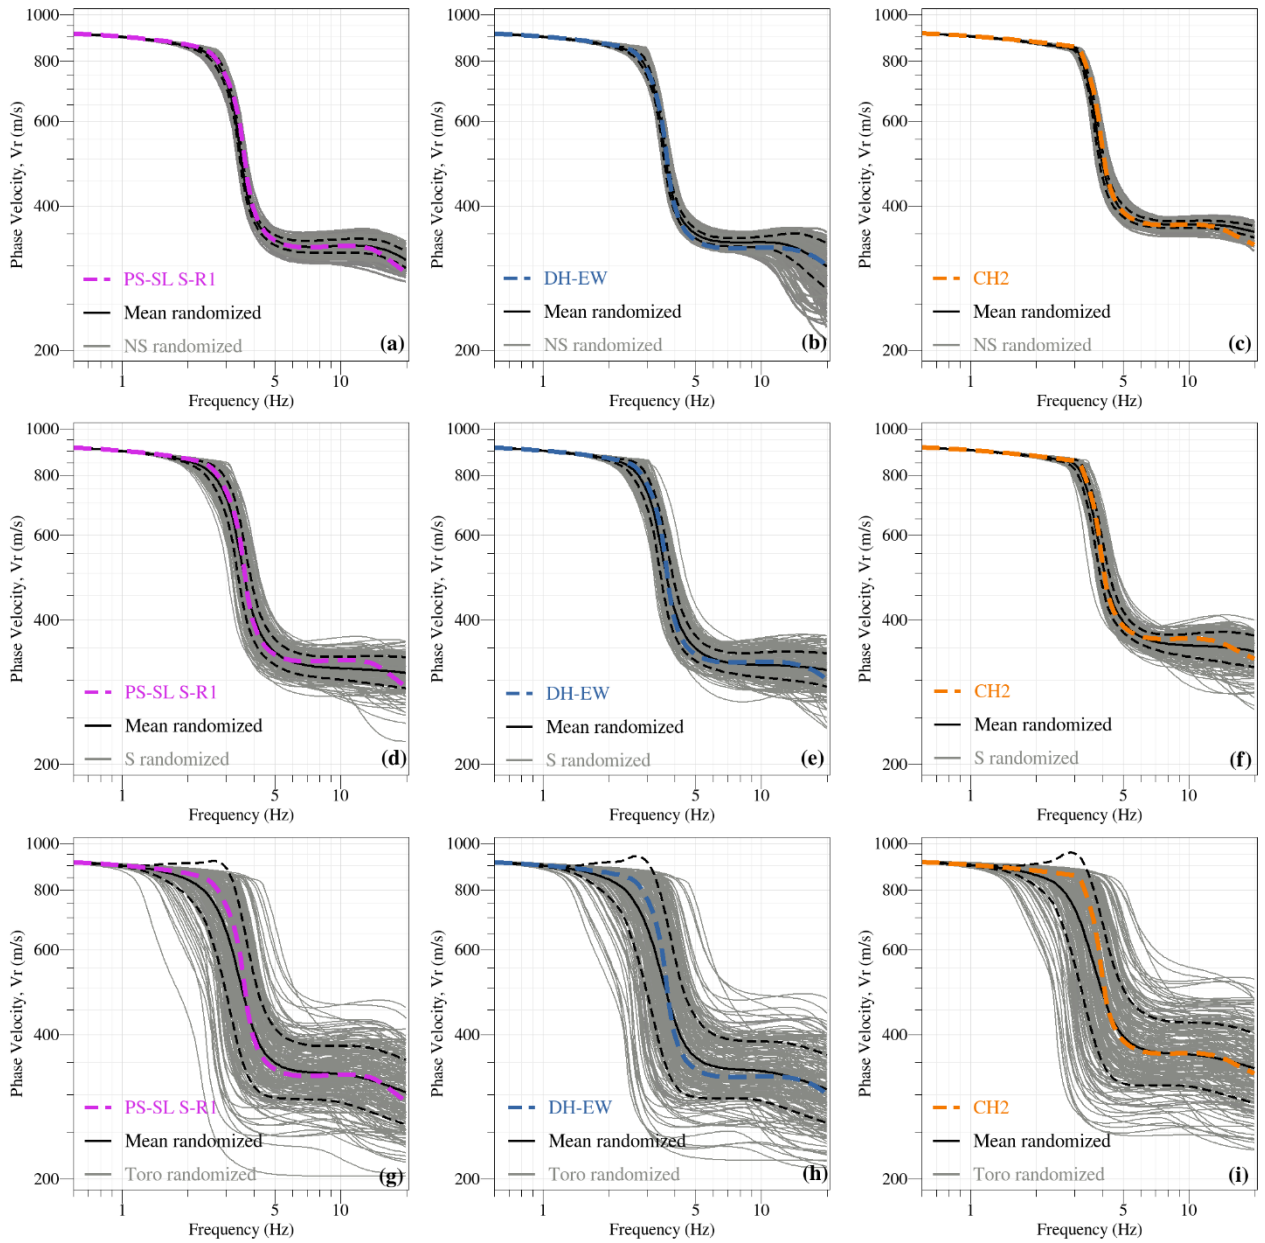 1000
800
600
400
200
Phase Velocity, Vr (m/s)
PS-SL S-R1
Mean randomized
NS randomized
(a)
1
5
10
Frequency (Hz)
1000
800
600
400
200
Phase Velocity, Vr (m/s)
DH-EW
Mean randomized
NS randomized
(b)
1
5
10
Frequency (Hz)
1000
800
600
400
200
Phase Velocity, Vr (m/s)
CH2
Mean randomized
NS randomized
(c)
1
5
10
Frequency (Hz)
1000
800
600
400
200
Phase Velocity, Vr (m/s)
PS-SL S-R1
Mean randomized
S randomized
(d)
1
5
10
Frequency (Hz)
1000
800
600
400
200
Phase Velocity, Vr (m/s)
DH-EW
Mean randomized
S randomized
(e)
1
5
10
Frequency (Hz)
1000
800
600
400
200
Phase Velocity, Vr (m/s)
CH2
Mean randomized
S randomized
(f)
1
5
10
Frequency (Hz)
1000
800
600
400
200
Phase Velocity, Vr (m/s)
PS-SL S-R1
Mean randomized
Toro randomized
(g)
1
5
10
Frequency (Hz)
1000
800
600
400
200
Phase Velocity, Vr (m/s)
DH-EW
Mean randomized
Toro randomized
(h)
1
5
10
Frequency (Hz)
1000
800
600
400
200
Phase Velocity, Vr (m/s)
CH2
Mean randomized
Toro randomized
(i)
1
5
10
Frequency (Hz)